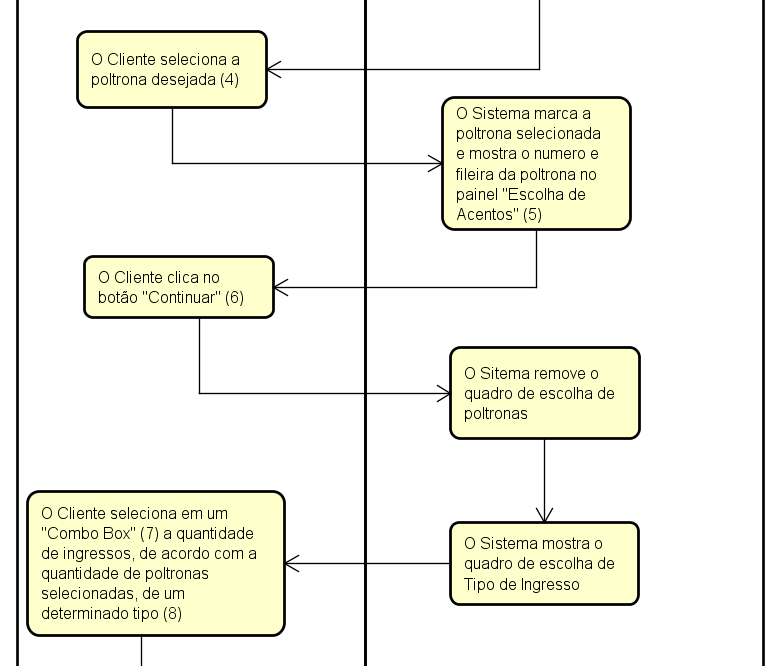 O Cliente seleciona a
poltrona desejada (4)
O Sistema marca a
poltrona selecionada
e mostra o numero e
fileira da poltrona no
painel "Escolha de
Acentos" (5)
O Cliente clica no
botão "Continuar" (6)
O Sitema remove o
quadro de escolha de
poltronas
O Sistema mostra o
quadro de escolha de
Tipo de Ingresso
O Cliente seleciona em um
"Combo Box" (7) a quantidade
de ingressos, de acordo com a
quantidade de poltronas
selecionadas, de um
determinado tipo (8)